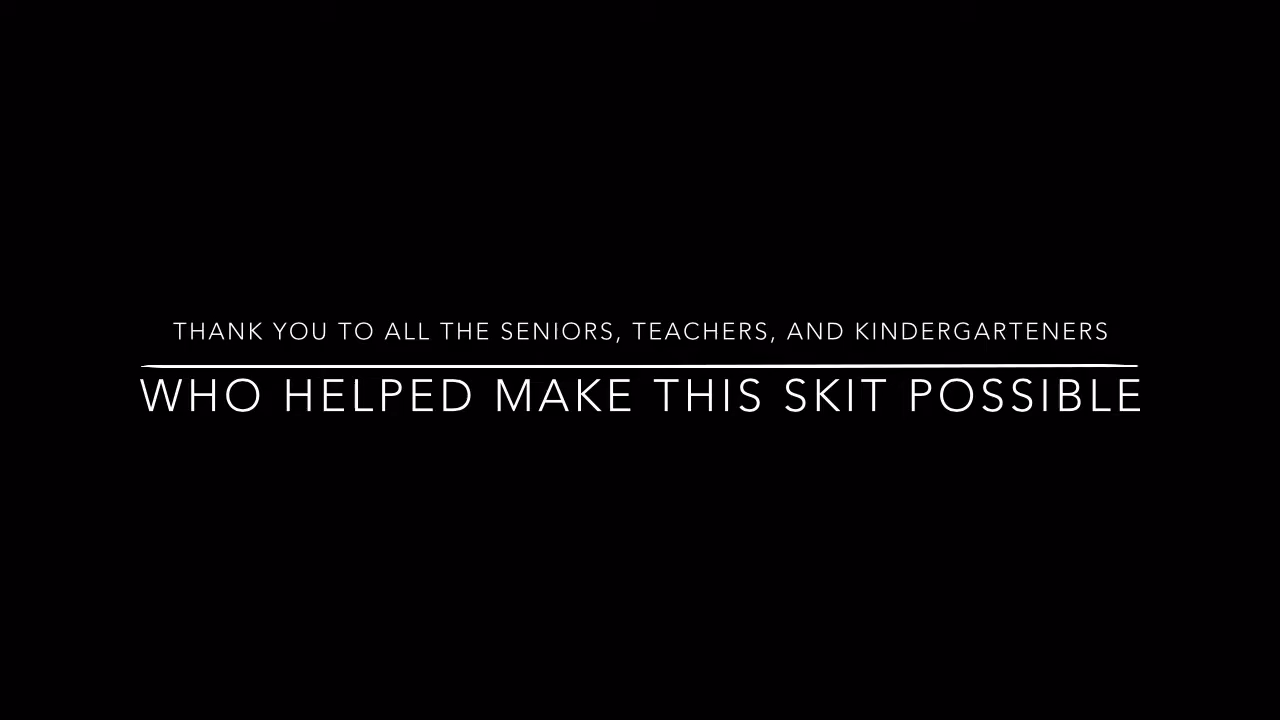 THANK YOU TO ALL THE SENIORS, TEACHERS, AND KINDERGARTENERS
WHO HELPED MAKE THIS SKIT POSSIBLE